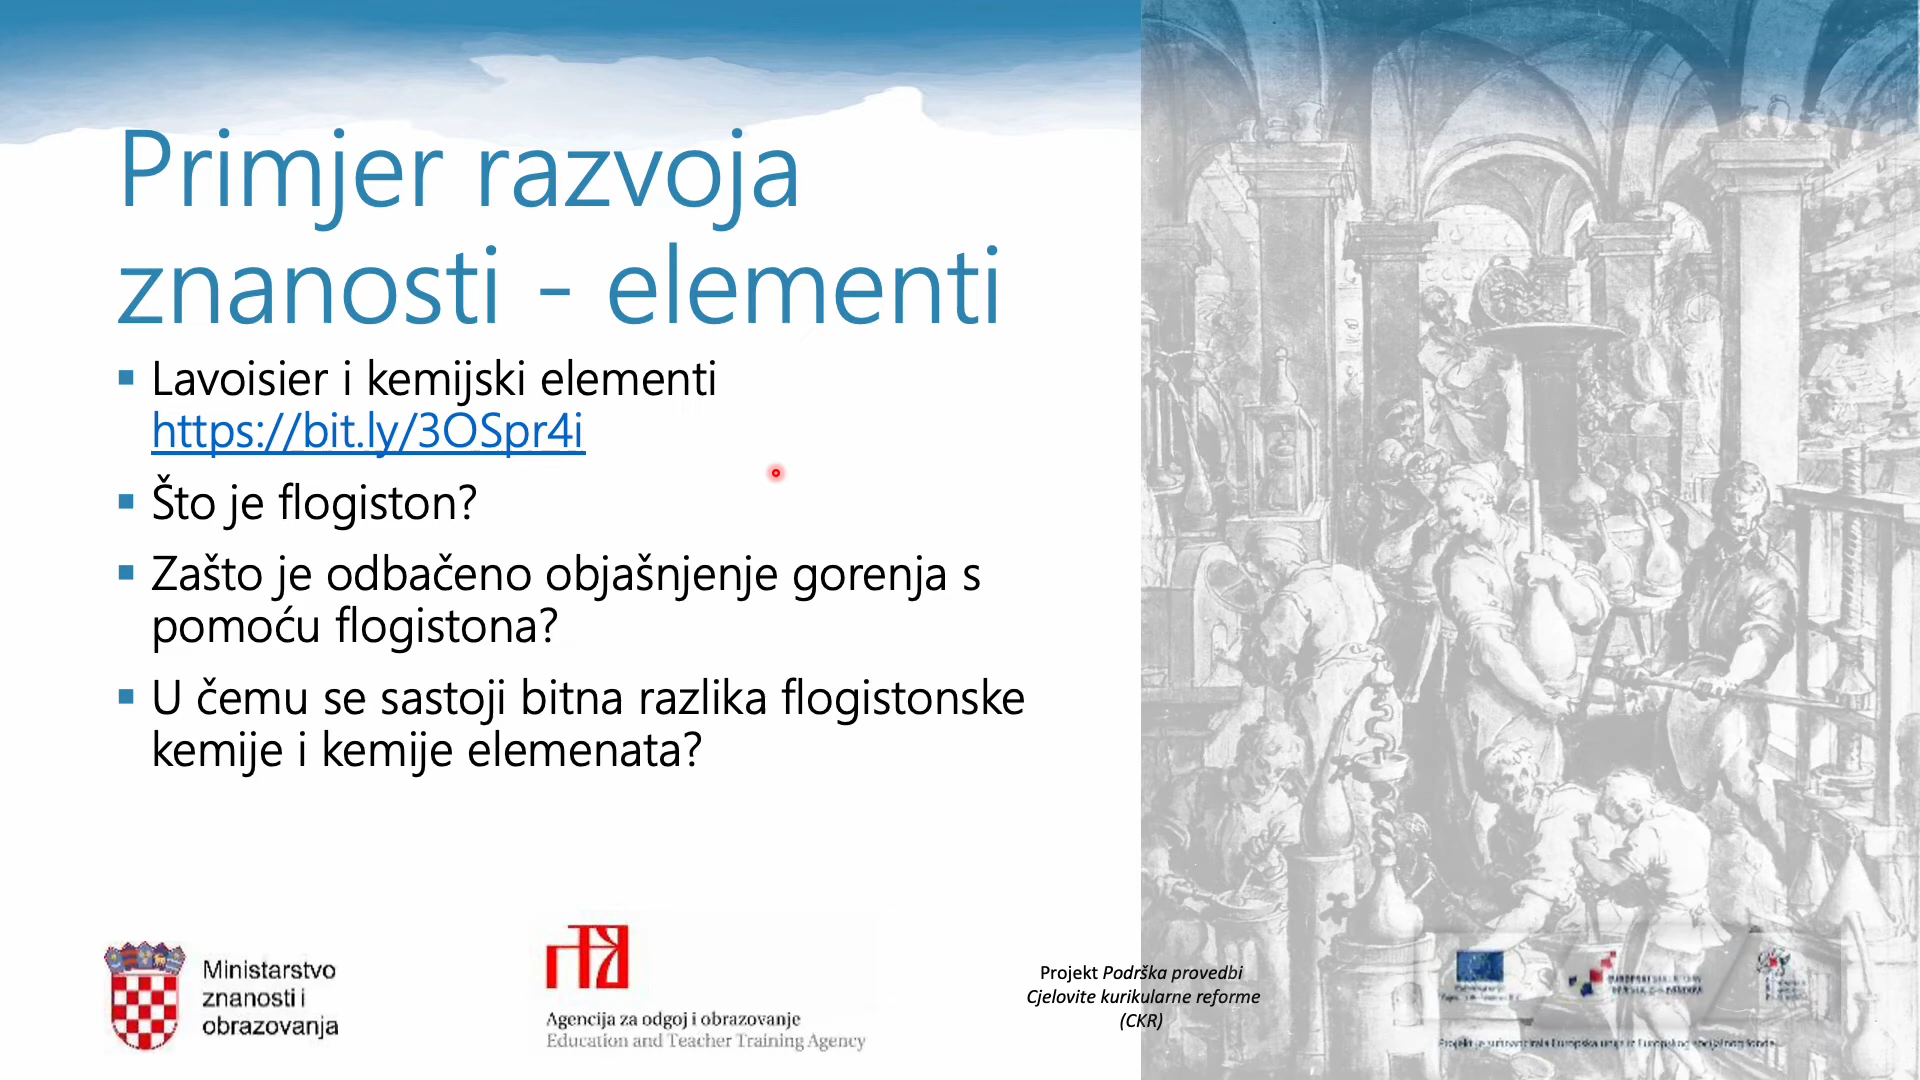 Primjer razvoja
znanosti - elementi
Lavoisier i kemijski elementi
https://bit.ly/3OSpr4i
Što je flogiston?
Zašto je odbačeno objašnjenje gorenja s
pomoću flogistona?
U čemu se sastoji bitna razlika flogistonske
kemije i kemije elemenata?
Ministarstvo
znanosti i
obrazovanja
Agencija za odgoj i obrazovanje
Education and Teacher Training Agency
Projekt Podrška provedbi
Cjelovite kurikularne reforme
(CKR)